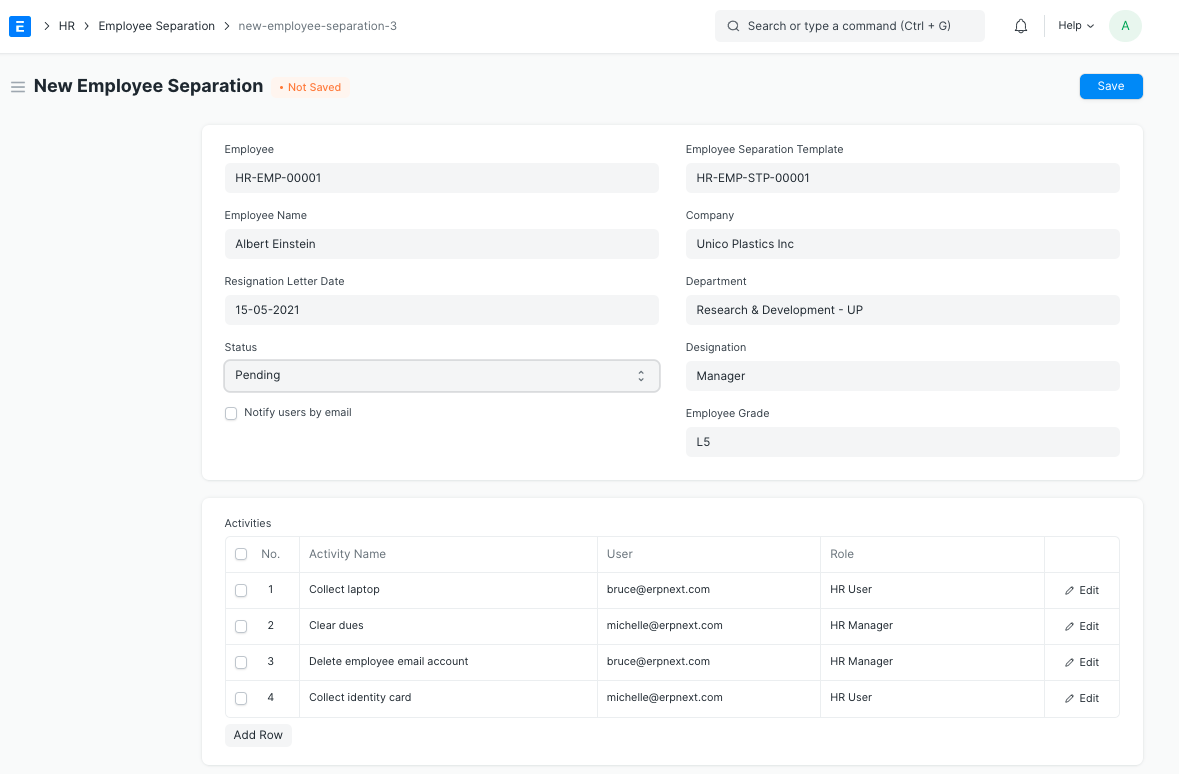 E HR Employee Separation new-employee-separation-3 Search or type a command (Ctrl + G) Help A
New Employee Separation • Not Saved Save
Employee Employee Separation Template
HR-EMP-00001 HR-EMP-STP-00001
Employee Name Company
Albert Einstein Unico Plastics Inc
Resignation Letter Date Department
15-05-2021 Research & Development - UP
Status Designation
Pending Manager
Notify users by email Employee Grade
L5
Activities
No. Activity Name User Role
1 Collect laptop bruce@erpnext.com HR User Edit
2 Clear dues michelle@erpnext.com HR Manager Edit
3 Delete employee email account bruce@erpnext.com HR Manager Edit
4 Collect identity card michelle@erpnext.com HR User Edit
Add Row